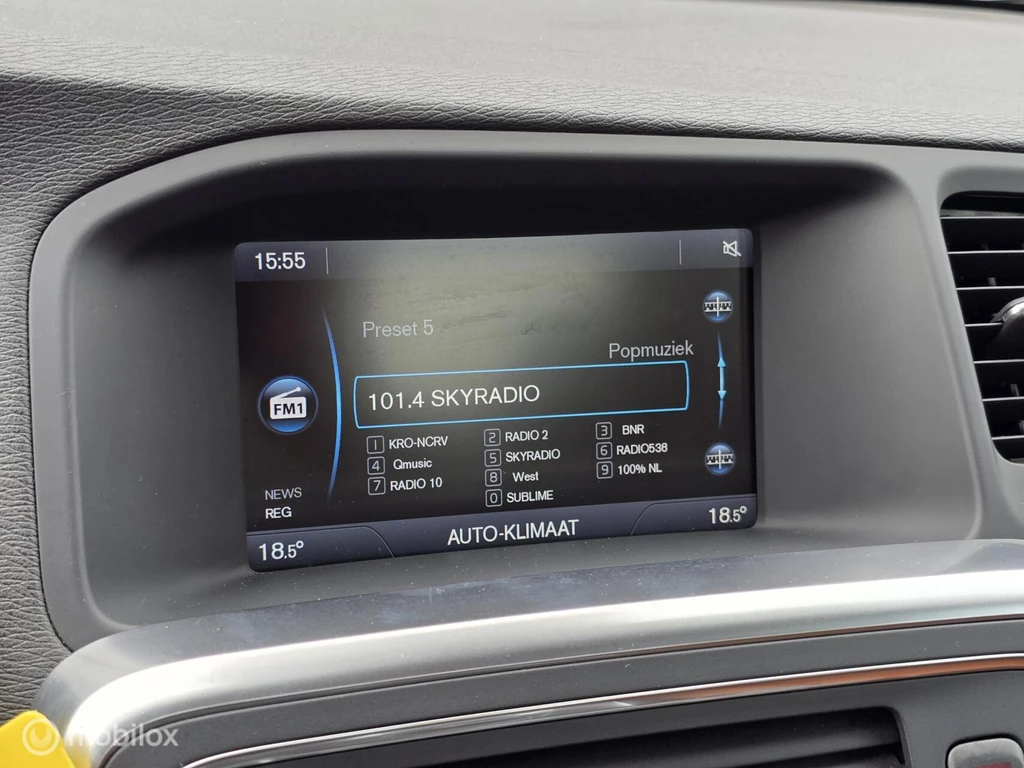 15:55
Preset 5
Popmuziek
101.4 SKYRADIO
FM1
1 KRO-NCRV 2 RADIO 2 3 BNR
4 Qmusic 5 SKYRADIO 6 RADIO538
7 RADIO 10 8 West 9 100% NL
0 SUBLIME
NEWS
REG
18.5° AUTO-KLIMAAT 18.5°
mobilox